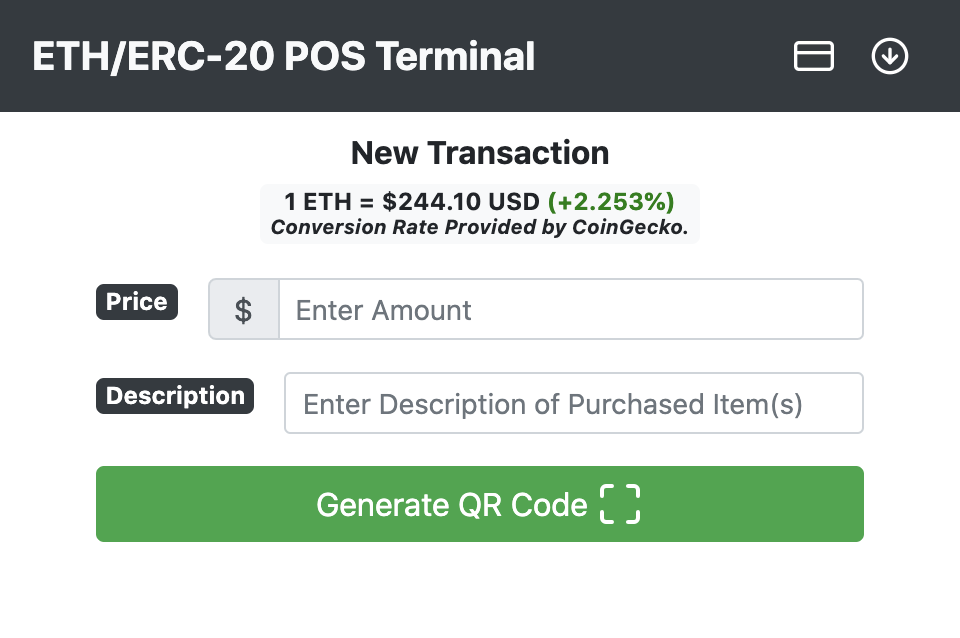 ETH/ERC-20 POS Terminal
New Transaction
1 ETH = $244.10 USD (+2.253%)
Conversion Rate Provided by CoinGecko.
Price
$
Enter Amount
Description
Enter Description of Purchased Item(s)
Generate QR Code